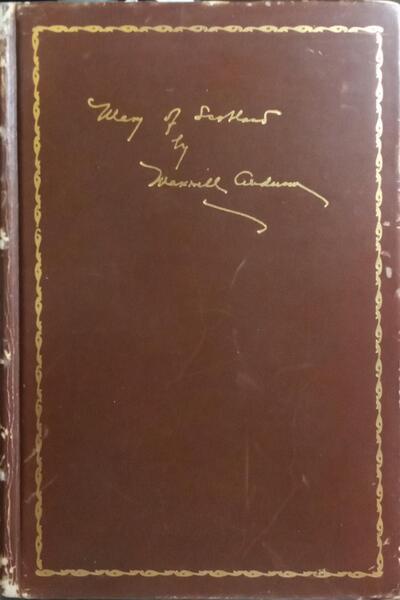 Mary of Scotland
by
Maxwell Anderson